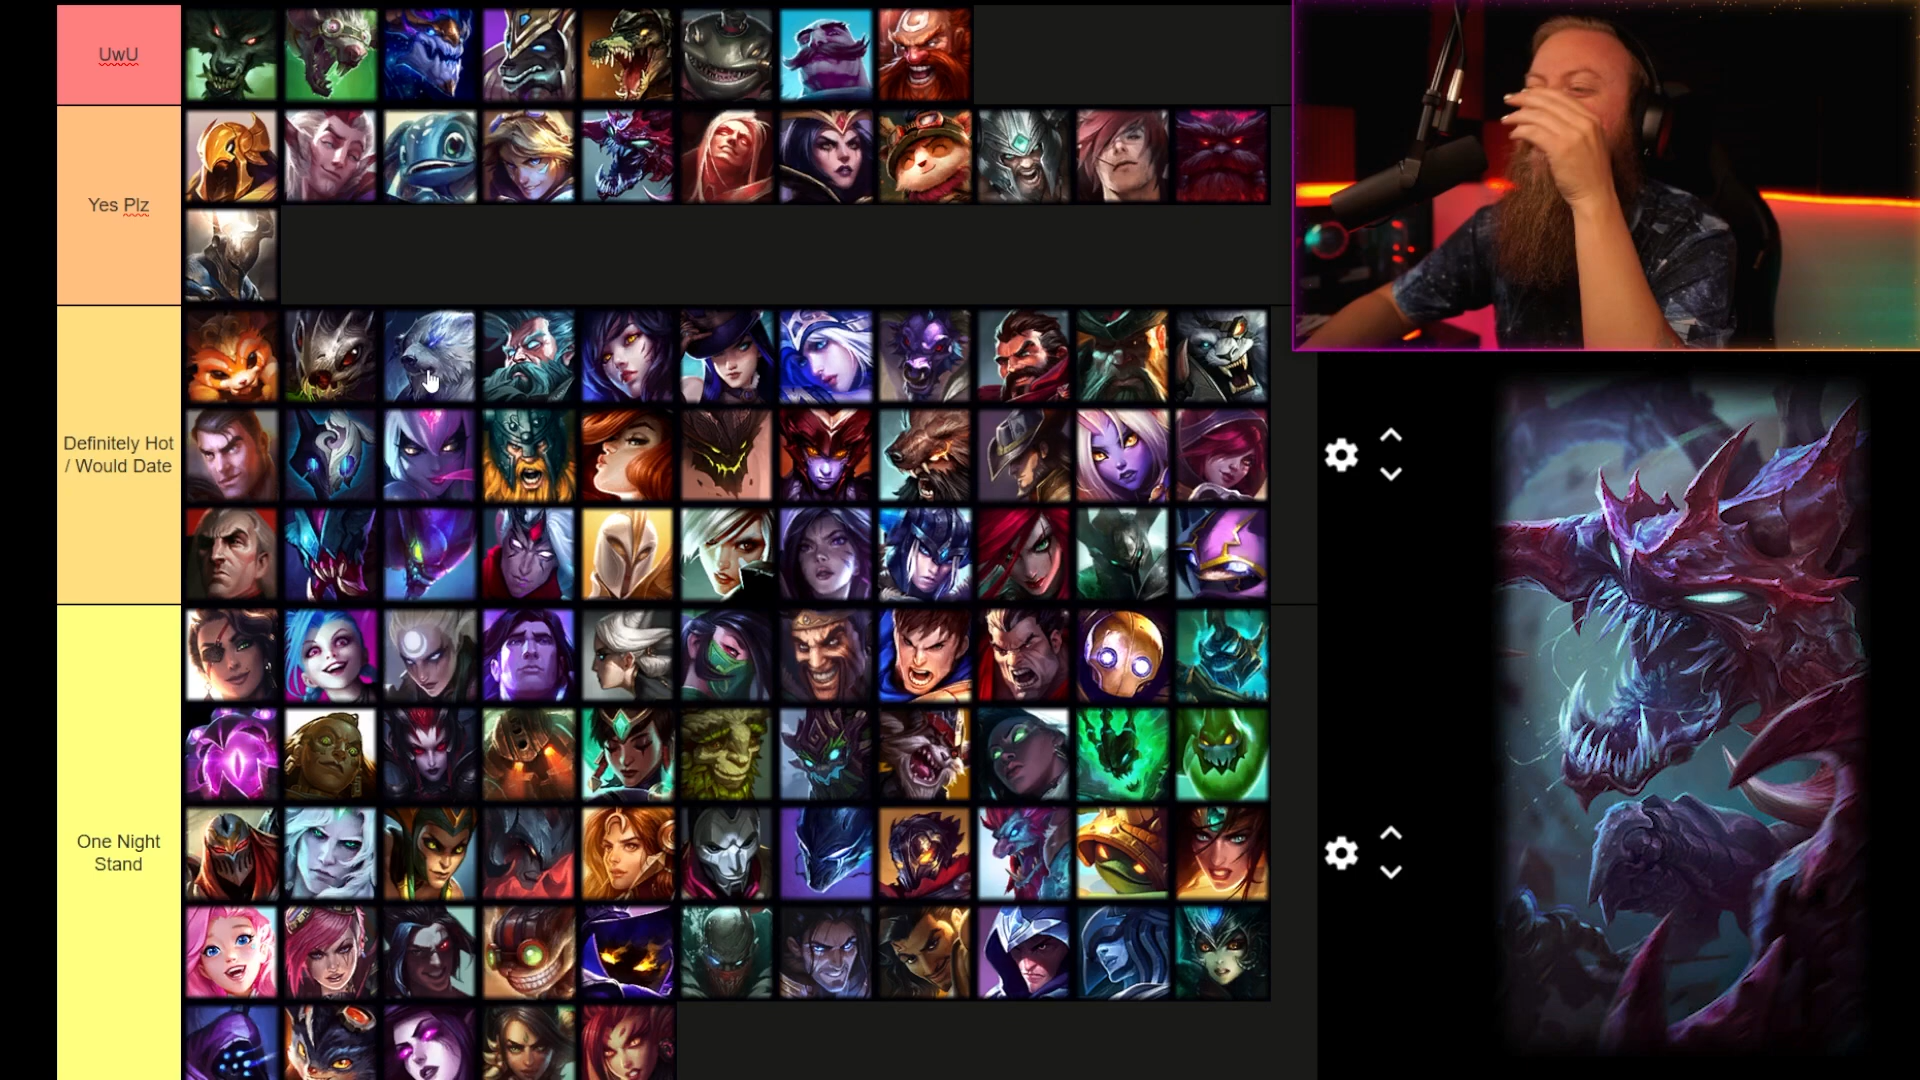 UwU
Yes Plz
Definitely Hot
/ Would Date
One Night
Stand